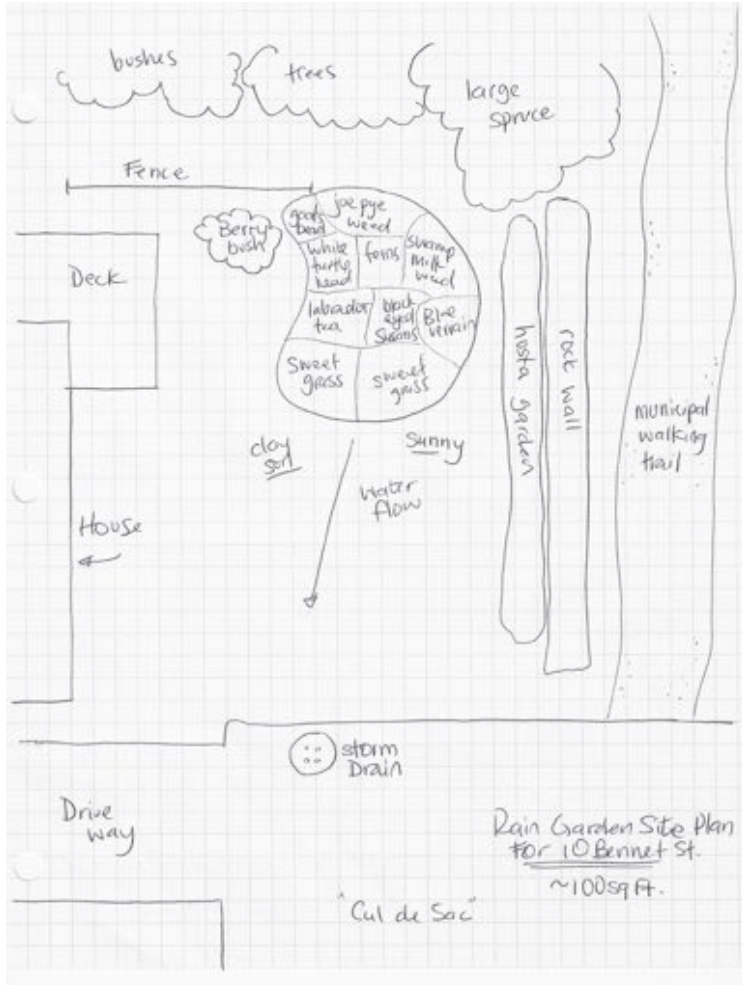 bushes
trees
large
spruce
Fence
goats
beard
joe pye
weed
Berry
bush
white
turtle
head
ferns
swamp
milk
weed
Deck
labrador
tea
black
eyed
Susans
Blue
vervain
Sweet
grass
sweet
grass
hosta garden
rock wall
municipal
walking
trail
clay
soil
Sunny
water
flow
House
storm
Drain
Drive
way
Rain Garden Site Plan
For 10 Bennet St.
~100 sq ft.
"Cul de Sac"